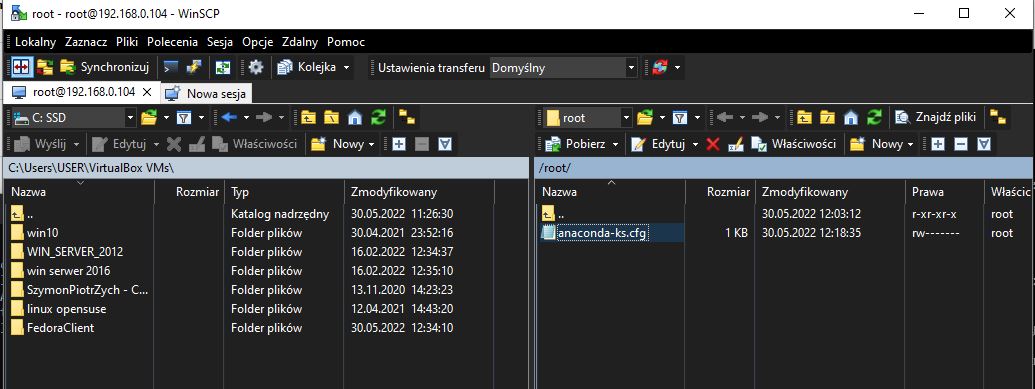 root - root@192.168.0.104 - WinSCP
Lokalny Zaznacz Pliki Polecenia Sesja Opcje Zdalny Pomoc
Synchronizuj Kolejka Ustawienia transferu Domyślny
root@192.168.0.104 Nowa sesja
C: SSD root Znajdź pliki
Wyślij Edytuj Właściwości Nowy Pobierz Edytuj Właściwości Nowy
C:\Users\USER\VirtualBox VMs\ /root/
Nazwa Rozmiar Typ Zmodyfikowany Nazwa Rozmiar Zmodyfikowany Prawa Właścic
.. Katalog nadrzędny 30.05.2022 11:26:30 .. 30.05.2022 12:03:12 r-xr-xr-x root
win10 Folder plików 30.04.2021 23:52:16 anaconda-ks.cfg 1 KB 30.05.2022 12:18:35 rw------- root
WIN_SERVER_2012 Folder plików 16.02.2022 12:34:37
win serwer 2016 Folder plików 16.02.2022 12:35:10
SzymonPiotrZych - C... Folder plików 13.11.2020 14:23:23
linux opensuse Folder plików 12.04.2021 14:43:20
FedoraClient Folder plików 30.05.2022 12:34:10